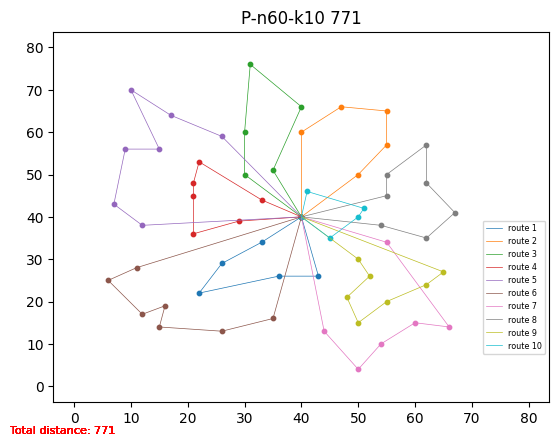 P-n60-k10 771
80
70
60
50
40
30
20
10
0
0 10 20 30 40 50 60 70 80
route 1
route 2
route 3
route 4
route 5
route 6
route 7
route 8
route 9
route 10
Total distance: 771